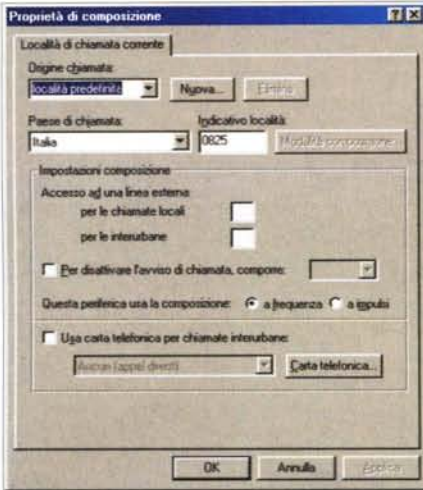 Proprietà di composizione
Località di chiamata corrente
Origine chiamata:
località predefinita
Nuova...
Elimina
Paese di chiamata:
Indicativo località:
Italia
0825
Modalità composizione...
Impostazioni composizione
Accesso ad una linea esterna
per le chiamate locali
per le interurbane
Per disattivare l'avviso di chiamata, comporre:
Questa periferica usa la composizione:
a frequenza
a impulsi
Usa carta telefonica per chiamate interurbane:
Aucun (appel direct)
Carta telefonica...
OK
Annulla
Applica